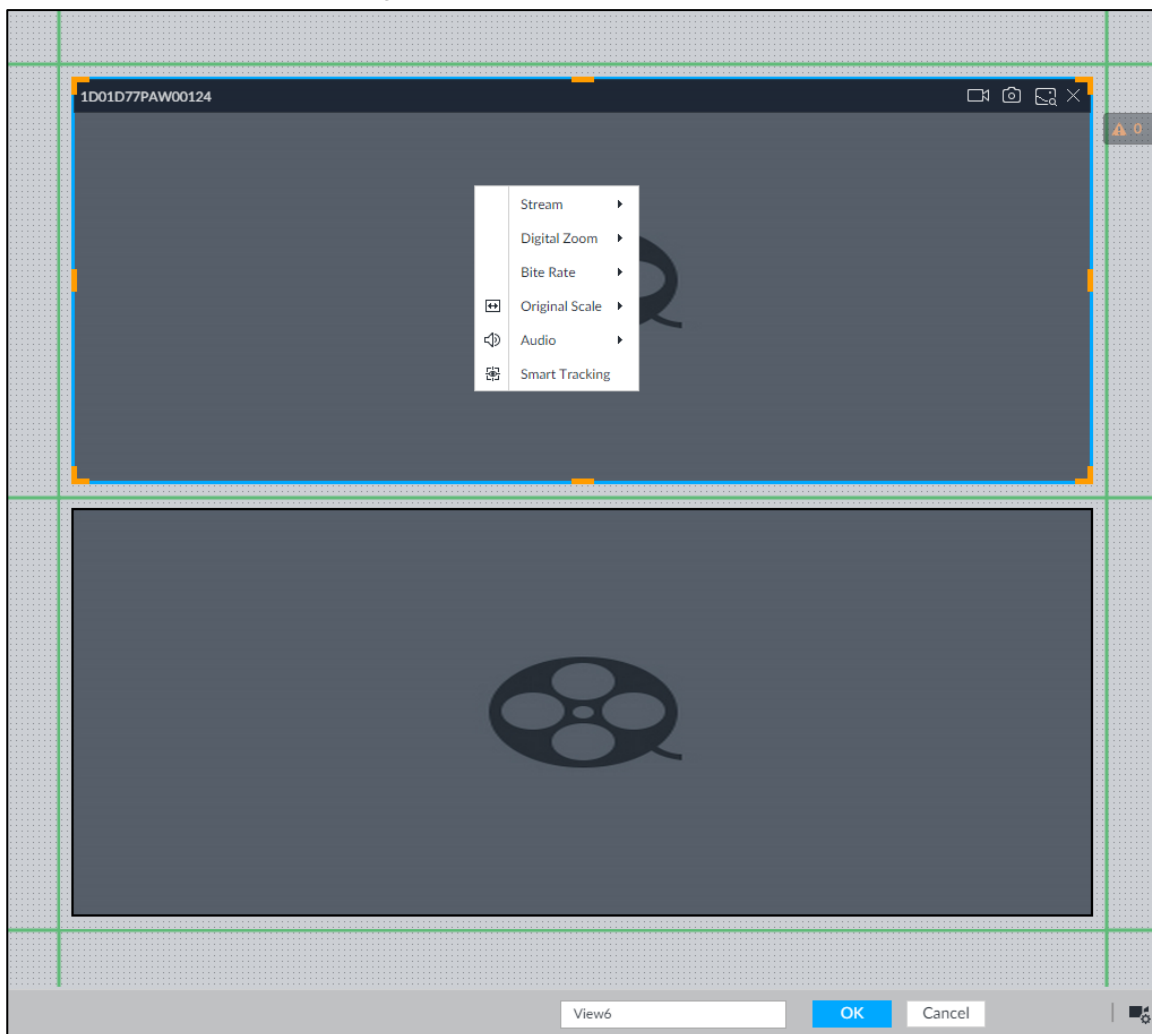 1D01D77PAW00124
0
Stream
Digital Zoom
Bite Rate
Original Scale
Audio
Smart Tracking
View6
OK
Cancel